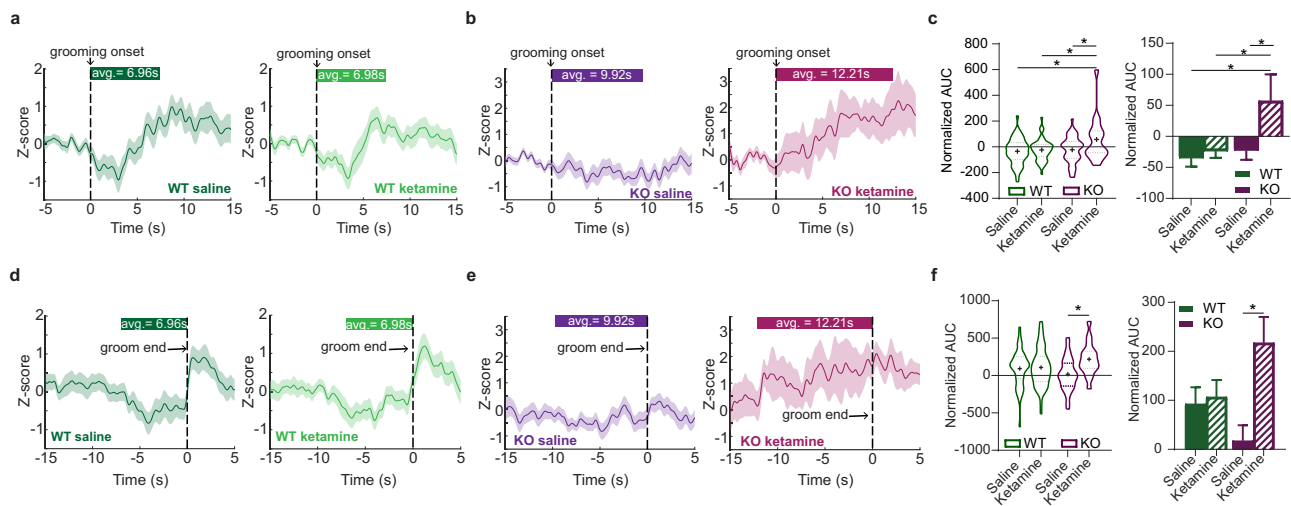 a
grooming onset
avg.= 6.96s
2
1
0
-1
Z-score
WT saline
-5 0 5 10 15
Time (s)
grooming onset
avg.= 6.98s
2
1
0
-1
Z-score
WT ketamine
-5 0 5 10 15
Time (s)
b
grooming onset
avg. = 9.92s
3
2
1
0
-1
Z-score
KO saline
-5 0 5 10 15
Time (s)
grooming onset
avg. = 12.21s
3
2
1
0
-1
Z-score
KO ketamine
-5 0 5 10 15
Time (s)
c
* * *
800
600
400
200
0
-200
-400
Normalized AUC
WT KO
Saline Ketamine Saline Ketamine
* * *
150
100
50
0
-50
-100
Normalized AUC
WT
KO
Saline Ketamine Saline Ketamine
d
avg.= 6.96s
groom end
2
1
0
-1
Z-score
WT saline
-15 -10 -5 0 5
Time (s)
avg.= 6.98s
groom end
2
1
0
-1
Z-score
WT ketamine
-15 -10 -5 0 5
Time (s)
e
avg. = 9.92s
groom end
3
2
1
0
-1
Z-score
KO saline
-15 -10 -5 0 5
Time (s)
avg. = 12.21s
groom end
3
2
1
0
-1
Z-score
KO ketamine
-15 -10 -5 0 5
Time (s)
f
*
1000
500
0
-500
-1000
Normalized AUC
WT KO
Saline Ketamine Saline Ketamine
WT
KO
*
300
200
100
0
Normalized AUC
Saline Ketamine Saline Ketamine